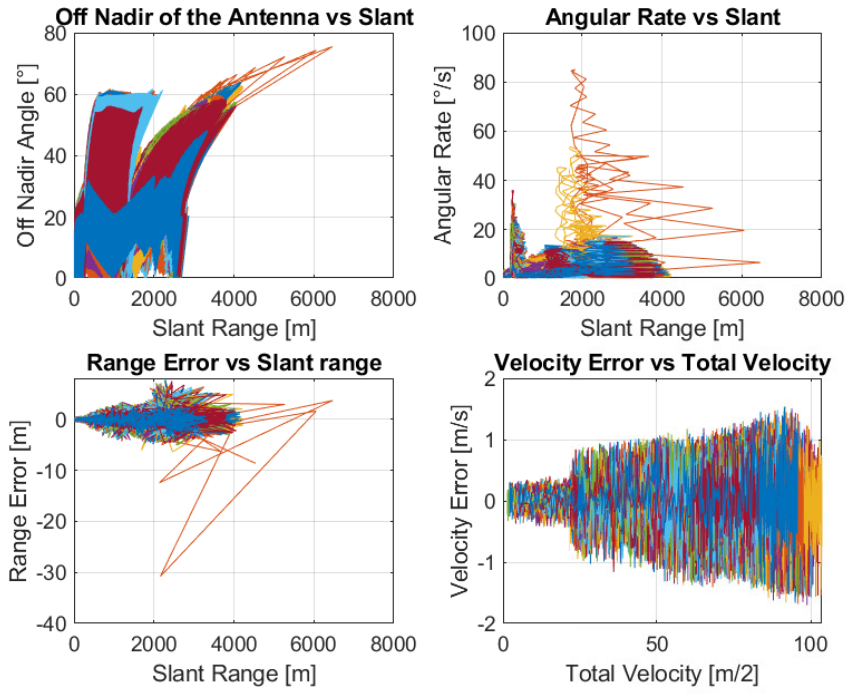 Off Nadir of the Antenna vs Slant
Off Nadir Angle [°]
80
60
40
20
0
0 2000 4000 6000 8000
Slant Range [m]
Angular Rate vs Slant
Angular Rate [°/s]
100
80
60
40
20
0
0 2000 4000 6000 8000
Slant Range [m]
Range Error vs Slant range
Range Error [m]
0
-10
-20
-30
-40
0 2000 4000 6000 8000
Slant Range [m]
Velocity Error vs Total Velocity
Velocity Error [m/s]
2
1
0
-1
-2
0 50 100
Total Velocity [m/2]